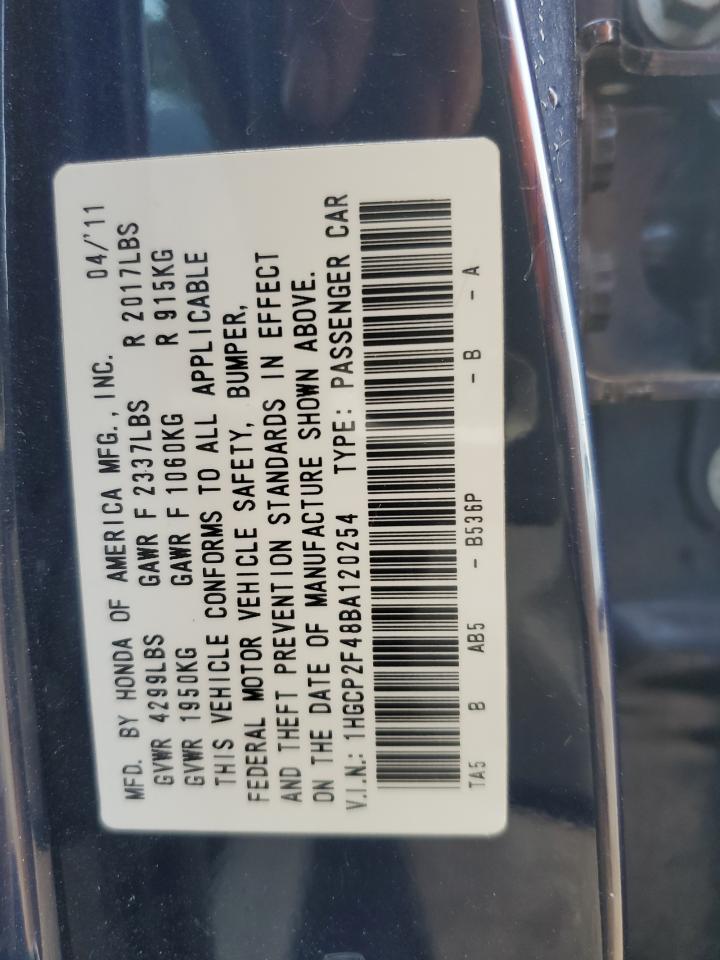 MFD. BY HONDA OF AMERICA MFG., INC. 04/'11
GVWR 4299LBS GAWR F 2337LBS R 2017LBS
GVWR 1950KG GAWR F 1060KG R 915KG
THIS VEHICLE CONFORMS TO ALL APPLICABLE
FEDERAL MOTOR VEHICLE SAFETY, BUMPER,
AND THEFT PREVENTION STANDARDS IN EFFECT
ON THE DATE OF MANUFACTURE SHOWN ABOVE.
V.I.N.: 1HGCP2F48BA120254 TYPE: PASSENGER CAR
TA5 B AB5 - B536P - B - A